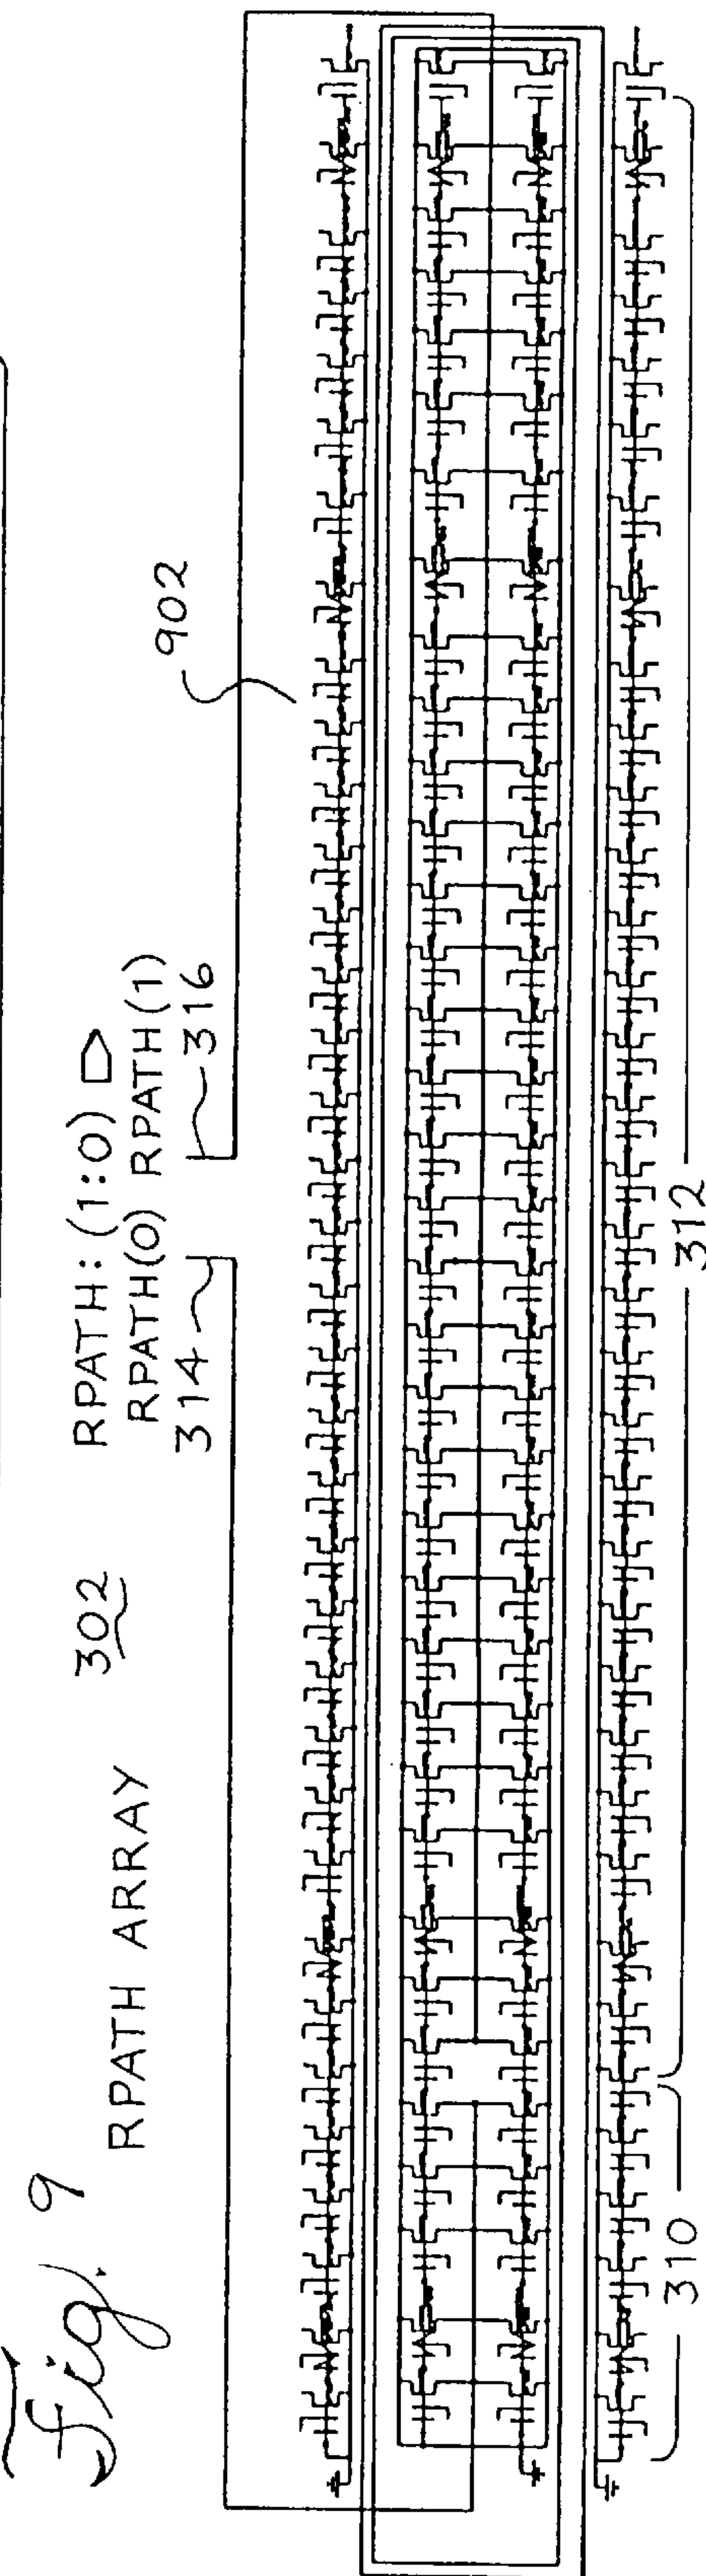 Fig. 9
RPATH ARRAY
302
RPATH:(1:0)
RPATH(0) RPATH(1)
314
316
902
310
312